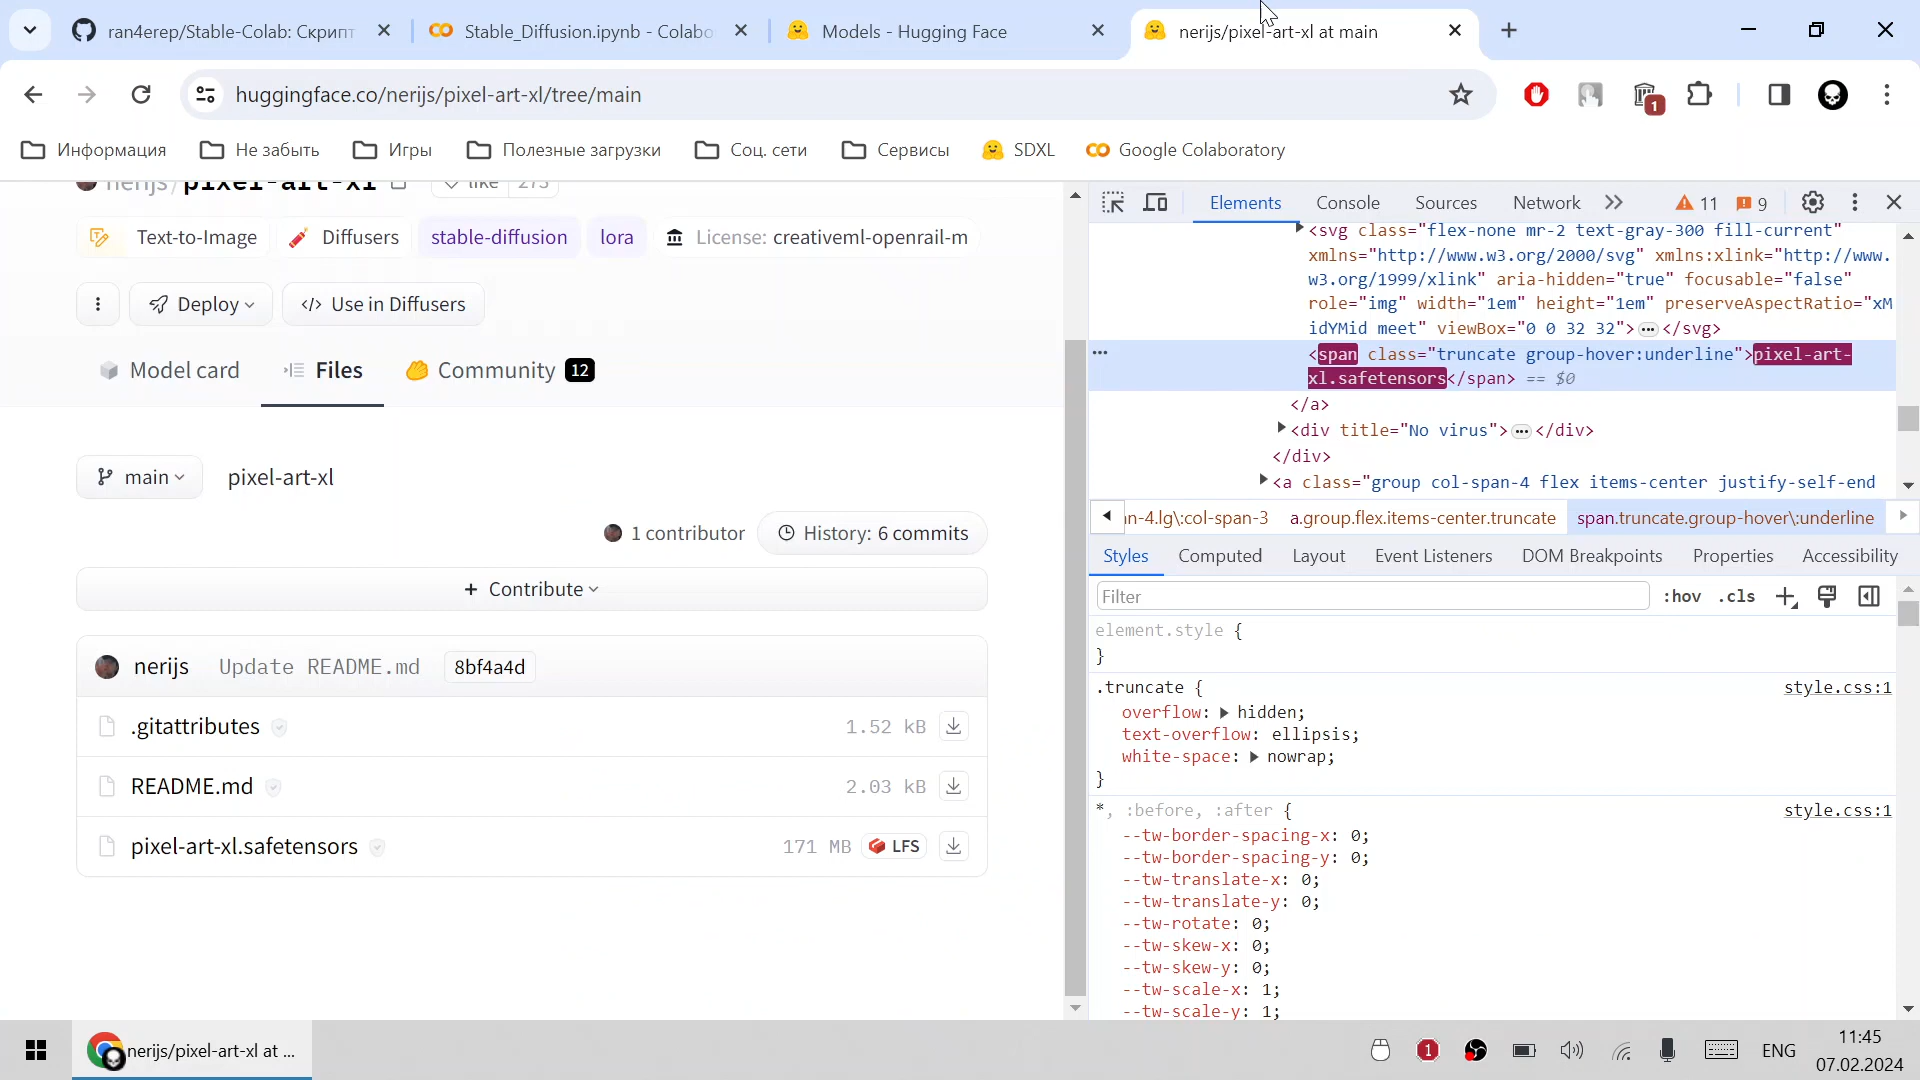 ran4erep/Stable-Colab: Скрипт
Stable_Diffusion.ipynb - Colabo
Models - Hugging Face
nerijs/pixel-art-xl at main
huggingface.co/nerijs/pixel-art-xl/tree/main
1
Информация
Не забыть
Игры
Полезные загрузки
Соц. сети
Сервисы
SDXL
Google Colaboratory
nerijs/pixel-art-xl
like 275
Text-to-Image
Diffusers
stable-diffusion
lora
License: creativeml-openrail-m
Deploy
</> Use in Diffusers
Model card
Files
Community 12
main
pixel-art-xl
1 contributor
History: 6 commits
+ Contribute
nerijs Update README.md 8bf4a4d
.gitattributes 1.52 kB
README.md 2.03 kB
pixel-art-xl.safetensors 171 MB LFS
Elements Console Sources Network 11 9
<svg class="flex-none mr-2 text-gray-300 fill-current"
xmlns="http://www.w3.org/2000/svg" xmlns:xlink="http://www.
w3.org/1999/xlink" aria-hidden="true" focusable="false"
role="img" width="1em" height="1em" preserveAspectRatio="xM
idYMid meet" viewBox="0 0 32 32">…</svg>
<span class="truncate group-hover:underline">pixel-art-
xl.safetensors</span> == $0
</a>
<div title="No virus">…</div>
</div>
<a class="group col-span-4 flex items-center justify-self-end
n-4.lg\:col-span-3 a.group.flex.items-center.truncate span.truncate.group-hover\:underline
Styles Computed Layout Event Listeners DOM Breakpoints Properties Accessibility
Filter :hov .cls
element.style {
}
.truncate { style.css:1
overflow: hidden;
text-overflow: ellipsis;
white-space: nowrap;
}
*, :before, :after { style.css:1
--tw-border-spacing-x: 0;
--tw-border-spacing-y: 0;
--tw-translate-x: 0;
--tw-translate-y: 0;
--tw-rotate: 0;
--tw-skew-x: 0;
--tw-skew-y: 0;
--tw-scale-x: 1;
--tw-scale-y: 1;
nerijs/pixel-art-xl at ...
1
ENG
11:45
07.02.2024